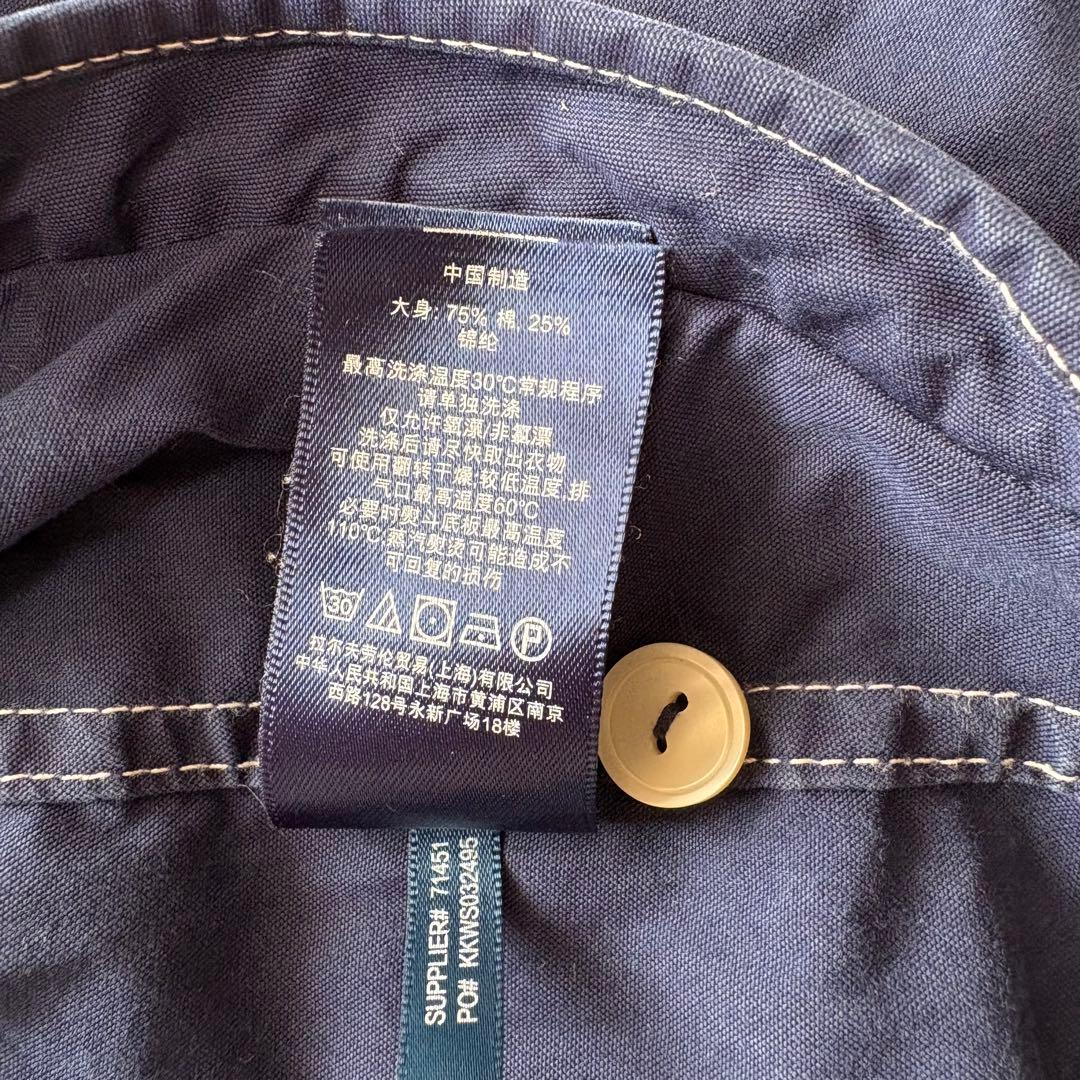 中国制造
大身: 75% 棉, 25%
锦纶
最高洗涤温度30℃常规程序
请单独洗涤
仅允许氧漂/非氯漂
洗涤后请尽快取出衣物
可使用翻转干燥,较低温度,排
气口最高温度60℃
必要时熨斗底板最高温度
110℃蒸汽熨烫可能造成不
可回复的损伤
30 P
拉尔夫劳伦贸易(上海)有限公司
中华人民共和国上海市黄浦区南京
西路128号永新广场18楼
SUPPLIER# 71451
PO# KKWS032495